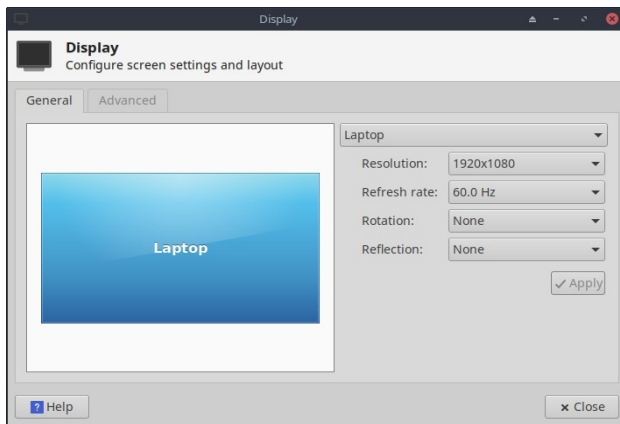 Display
Display
Configure screen settings and layout
General Advanced
Laptop
Laptop
Resolution: 1920x1080
Refresh rate: 60.0 Hz
Rotation: None
Reflection: None
Apply
? Help
Close